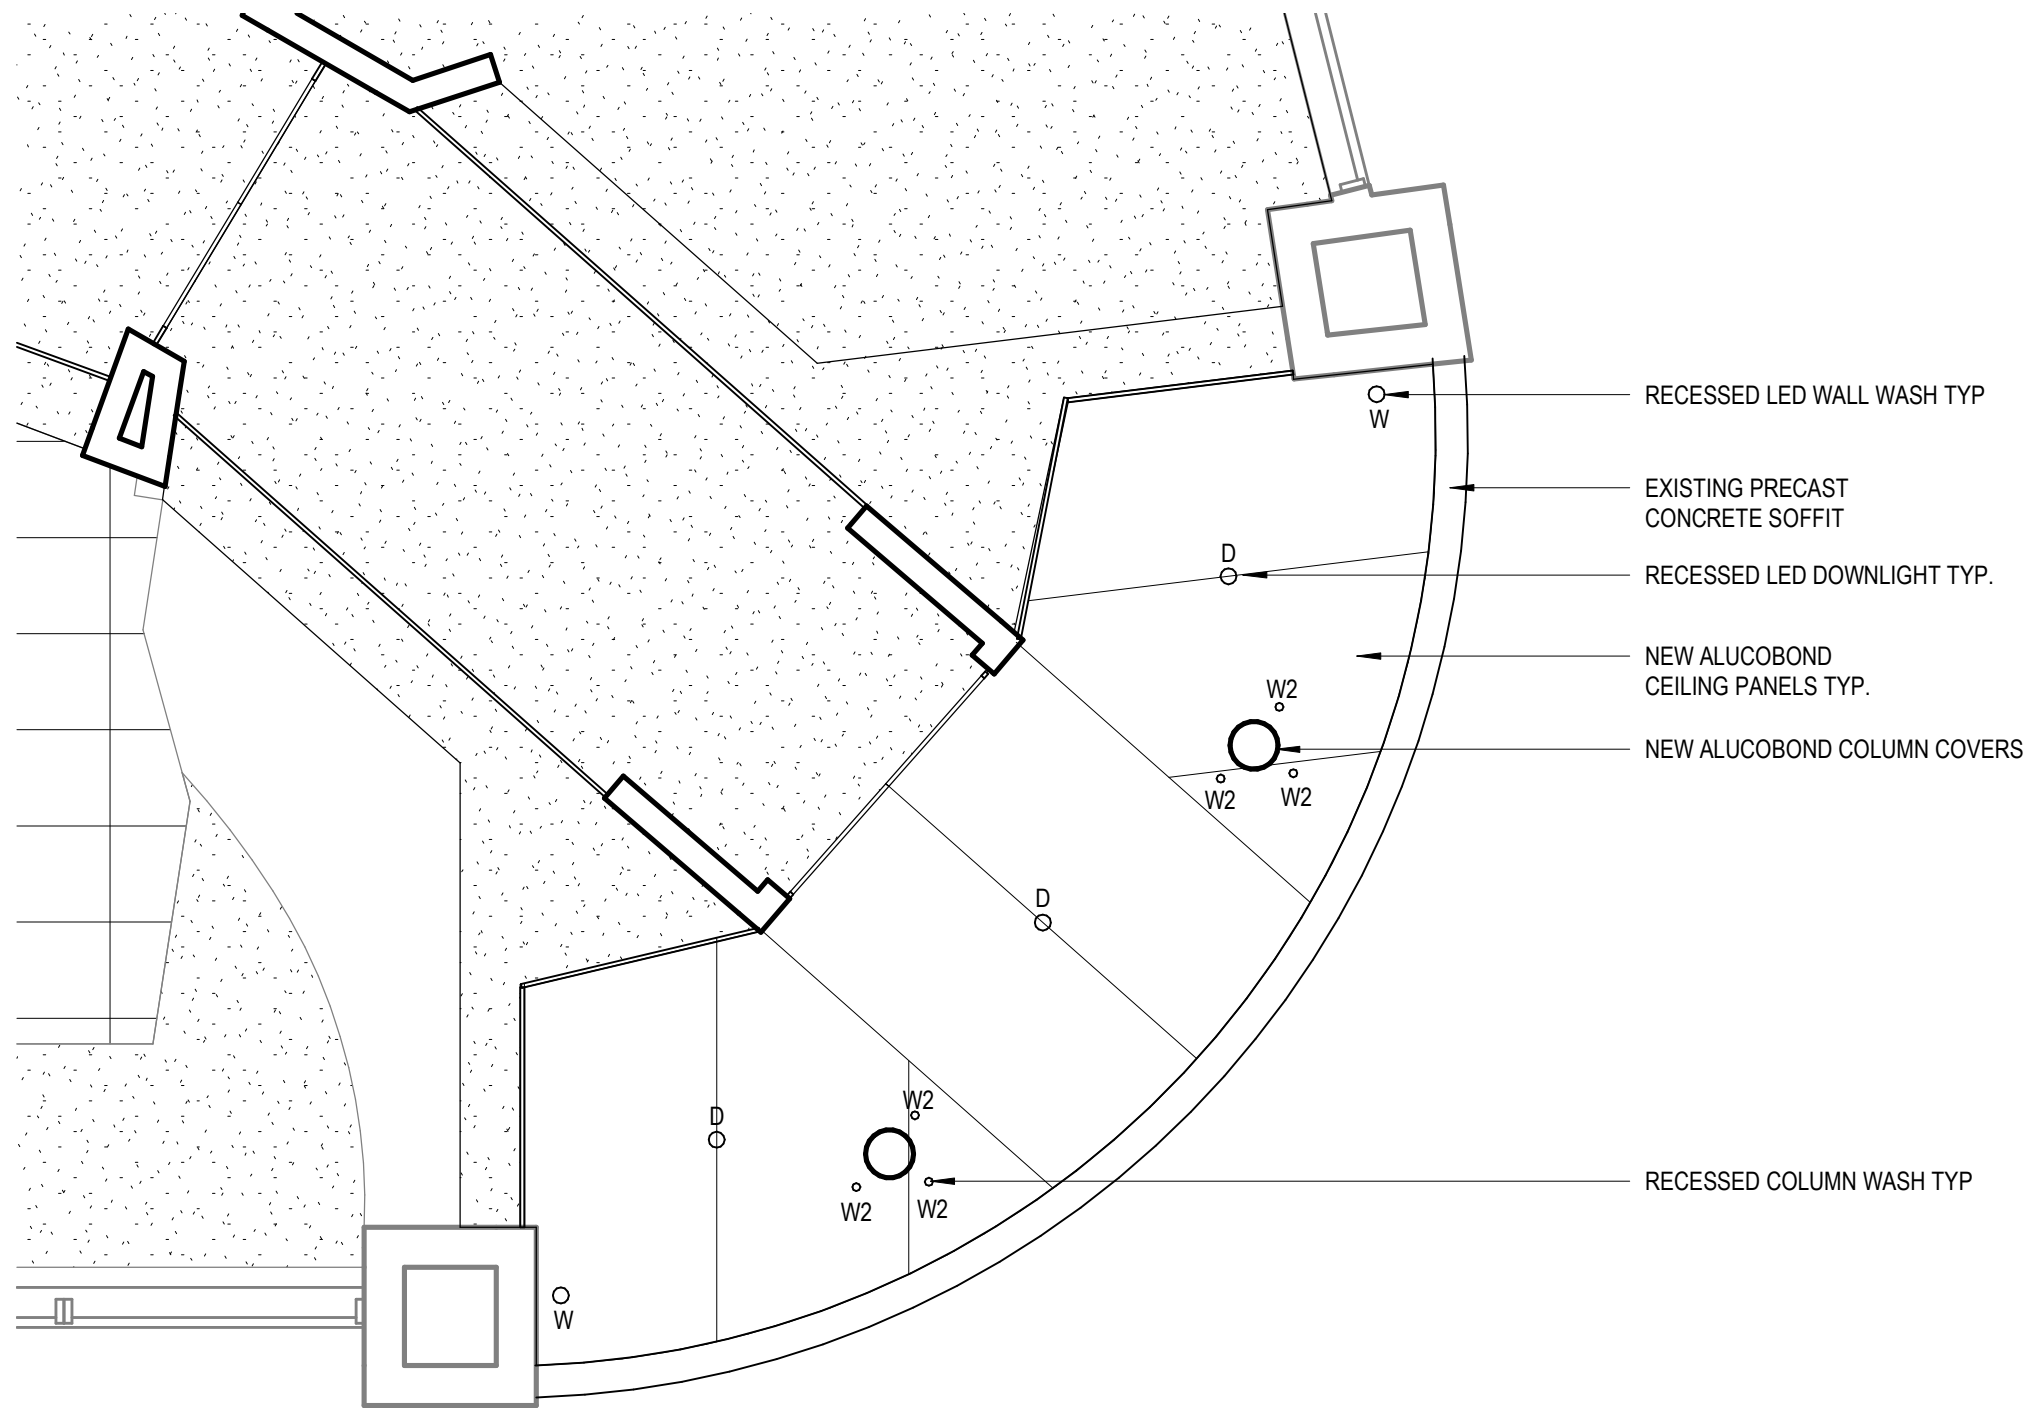 RECESSED LED WALL WASH TYP
W
EXISTING PRECAST
CONCRETE SOFFIT
D
RECESSED LED DOWNLIGHT TYP.
NEW ALUCOBOND
CEILING PANELS TYP.
W2
NEW ALUCOBOND COLUMN COVERS
W2
W2
D
W2
D
RECESSED COLUMN WASH TYP
W2
W2
W